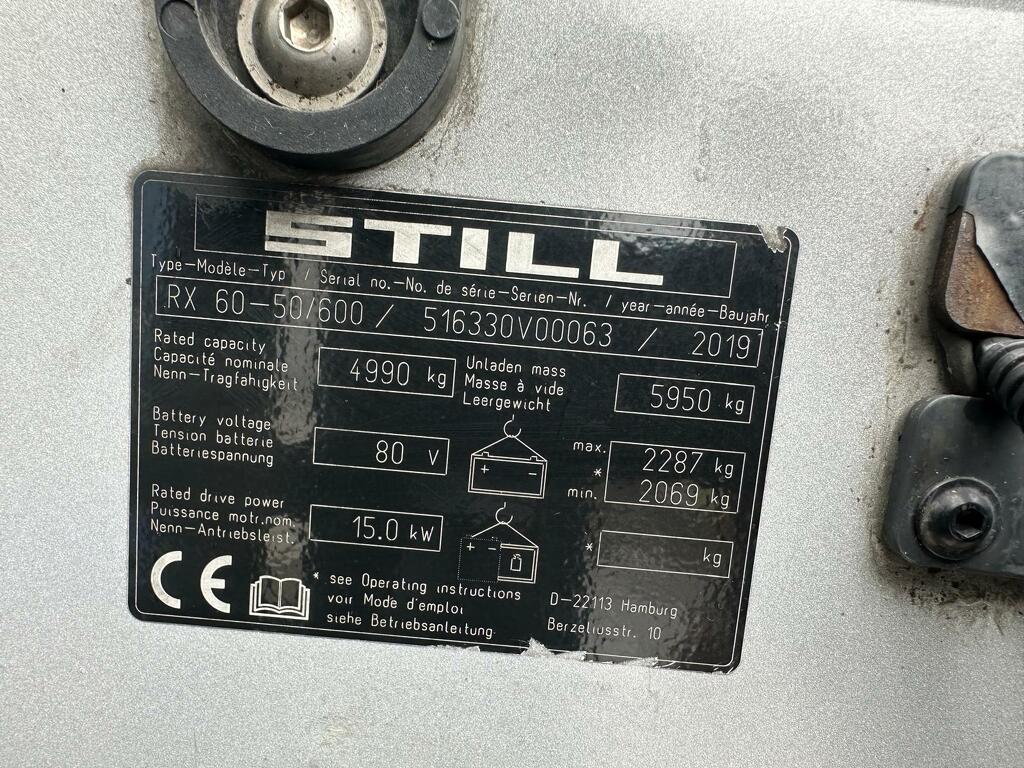 STILL
Type-Modèle-Typ / Serial no.-No. de série-Serien-Nr. / year-année-Baujahr
RX 60-50/600 / 516330V00063 / 2019
Rated capacity
Capacité nominale
Nenn-Tragfähigkeit
4990 kg
Unladen mass
Masse à vide
Leergewicht
5950 kg
Battery voltage
Tension batterie
Batteriespannung
80 V
+ -
max.
2287 kg
*
min.
2069 kg
Rated drive power
Puissance motr.nom.
Nenn-Antriebsleist.
15.0 kW
+ -
*
kg
CE
* see Operating instructions
voir Mode d'emploi
siehe Betriebsanleitung
D-22113 Hamburg
Berzeliusstr. 10